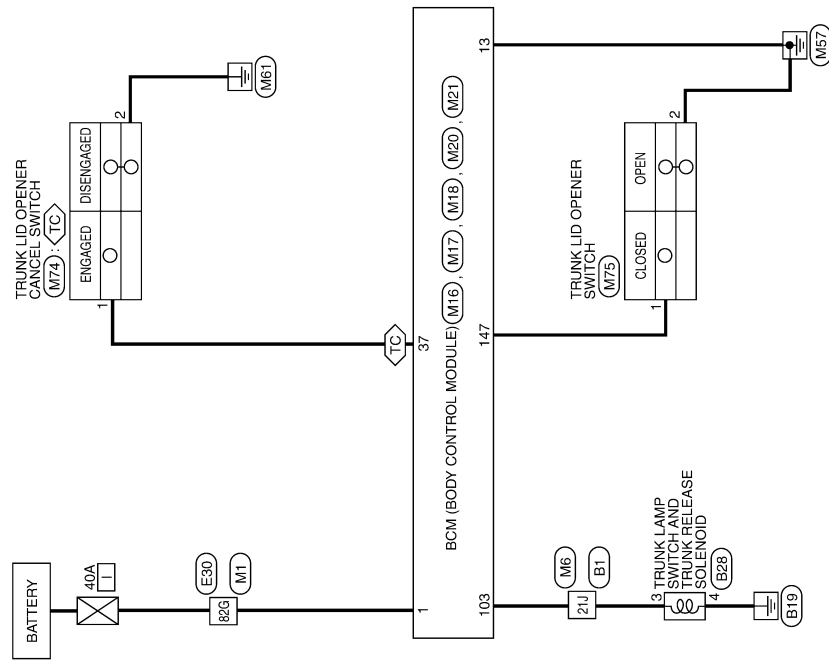 BATTERY
40A
I
82G
E30
M1
1
TRUNK LID OPENER
CANCEL SWITCH
M74 : TC
ENGAGED
DISENGAGED
1
2
M61
TC
37
BCM (BODY CONTROL MODULE) M16 , M17 , M18 , M20 , M21
103
147
13
21J
M6
B1
3
TRUNK LAMP
SWITCH AND
TRUNK RELEASE
SOLENOID
B28
4
B19
TRUNK LID OPENER
SWITCH
M75
CLOSED
OPEN
1
2
M57